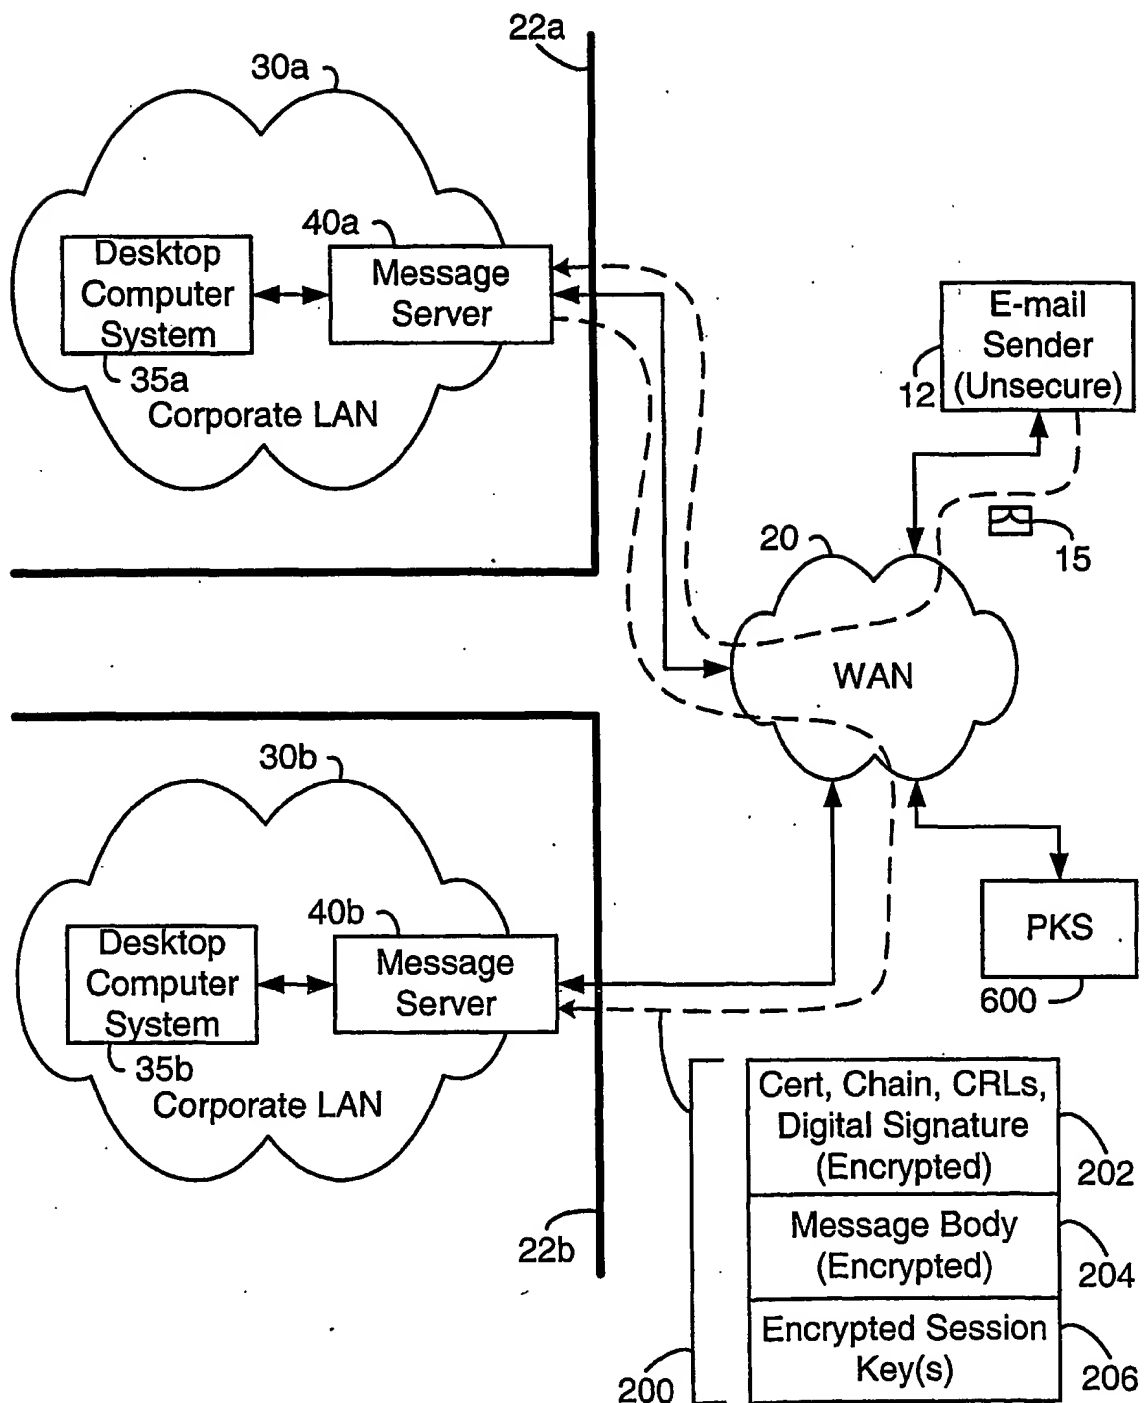 22a
30a
40a
Desktop
Computer
System
Message
Server
35a
Corporate LAN
E-mail
Sender
(Unsecure)
12
15
20
WAN
30b
40b
Desktop
Computer
System
Message
Server
35b
Corporate LAN
PKS
600
22b
Cert, Chain, CRLs,
Digital Signature
(Encrypted)
202
Message Body
(Encrypted)
204
Encrypted Session
Key(s)
206
200